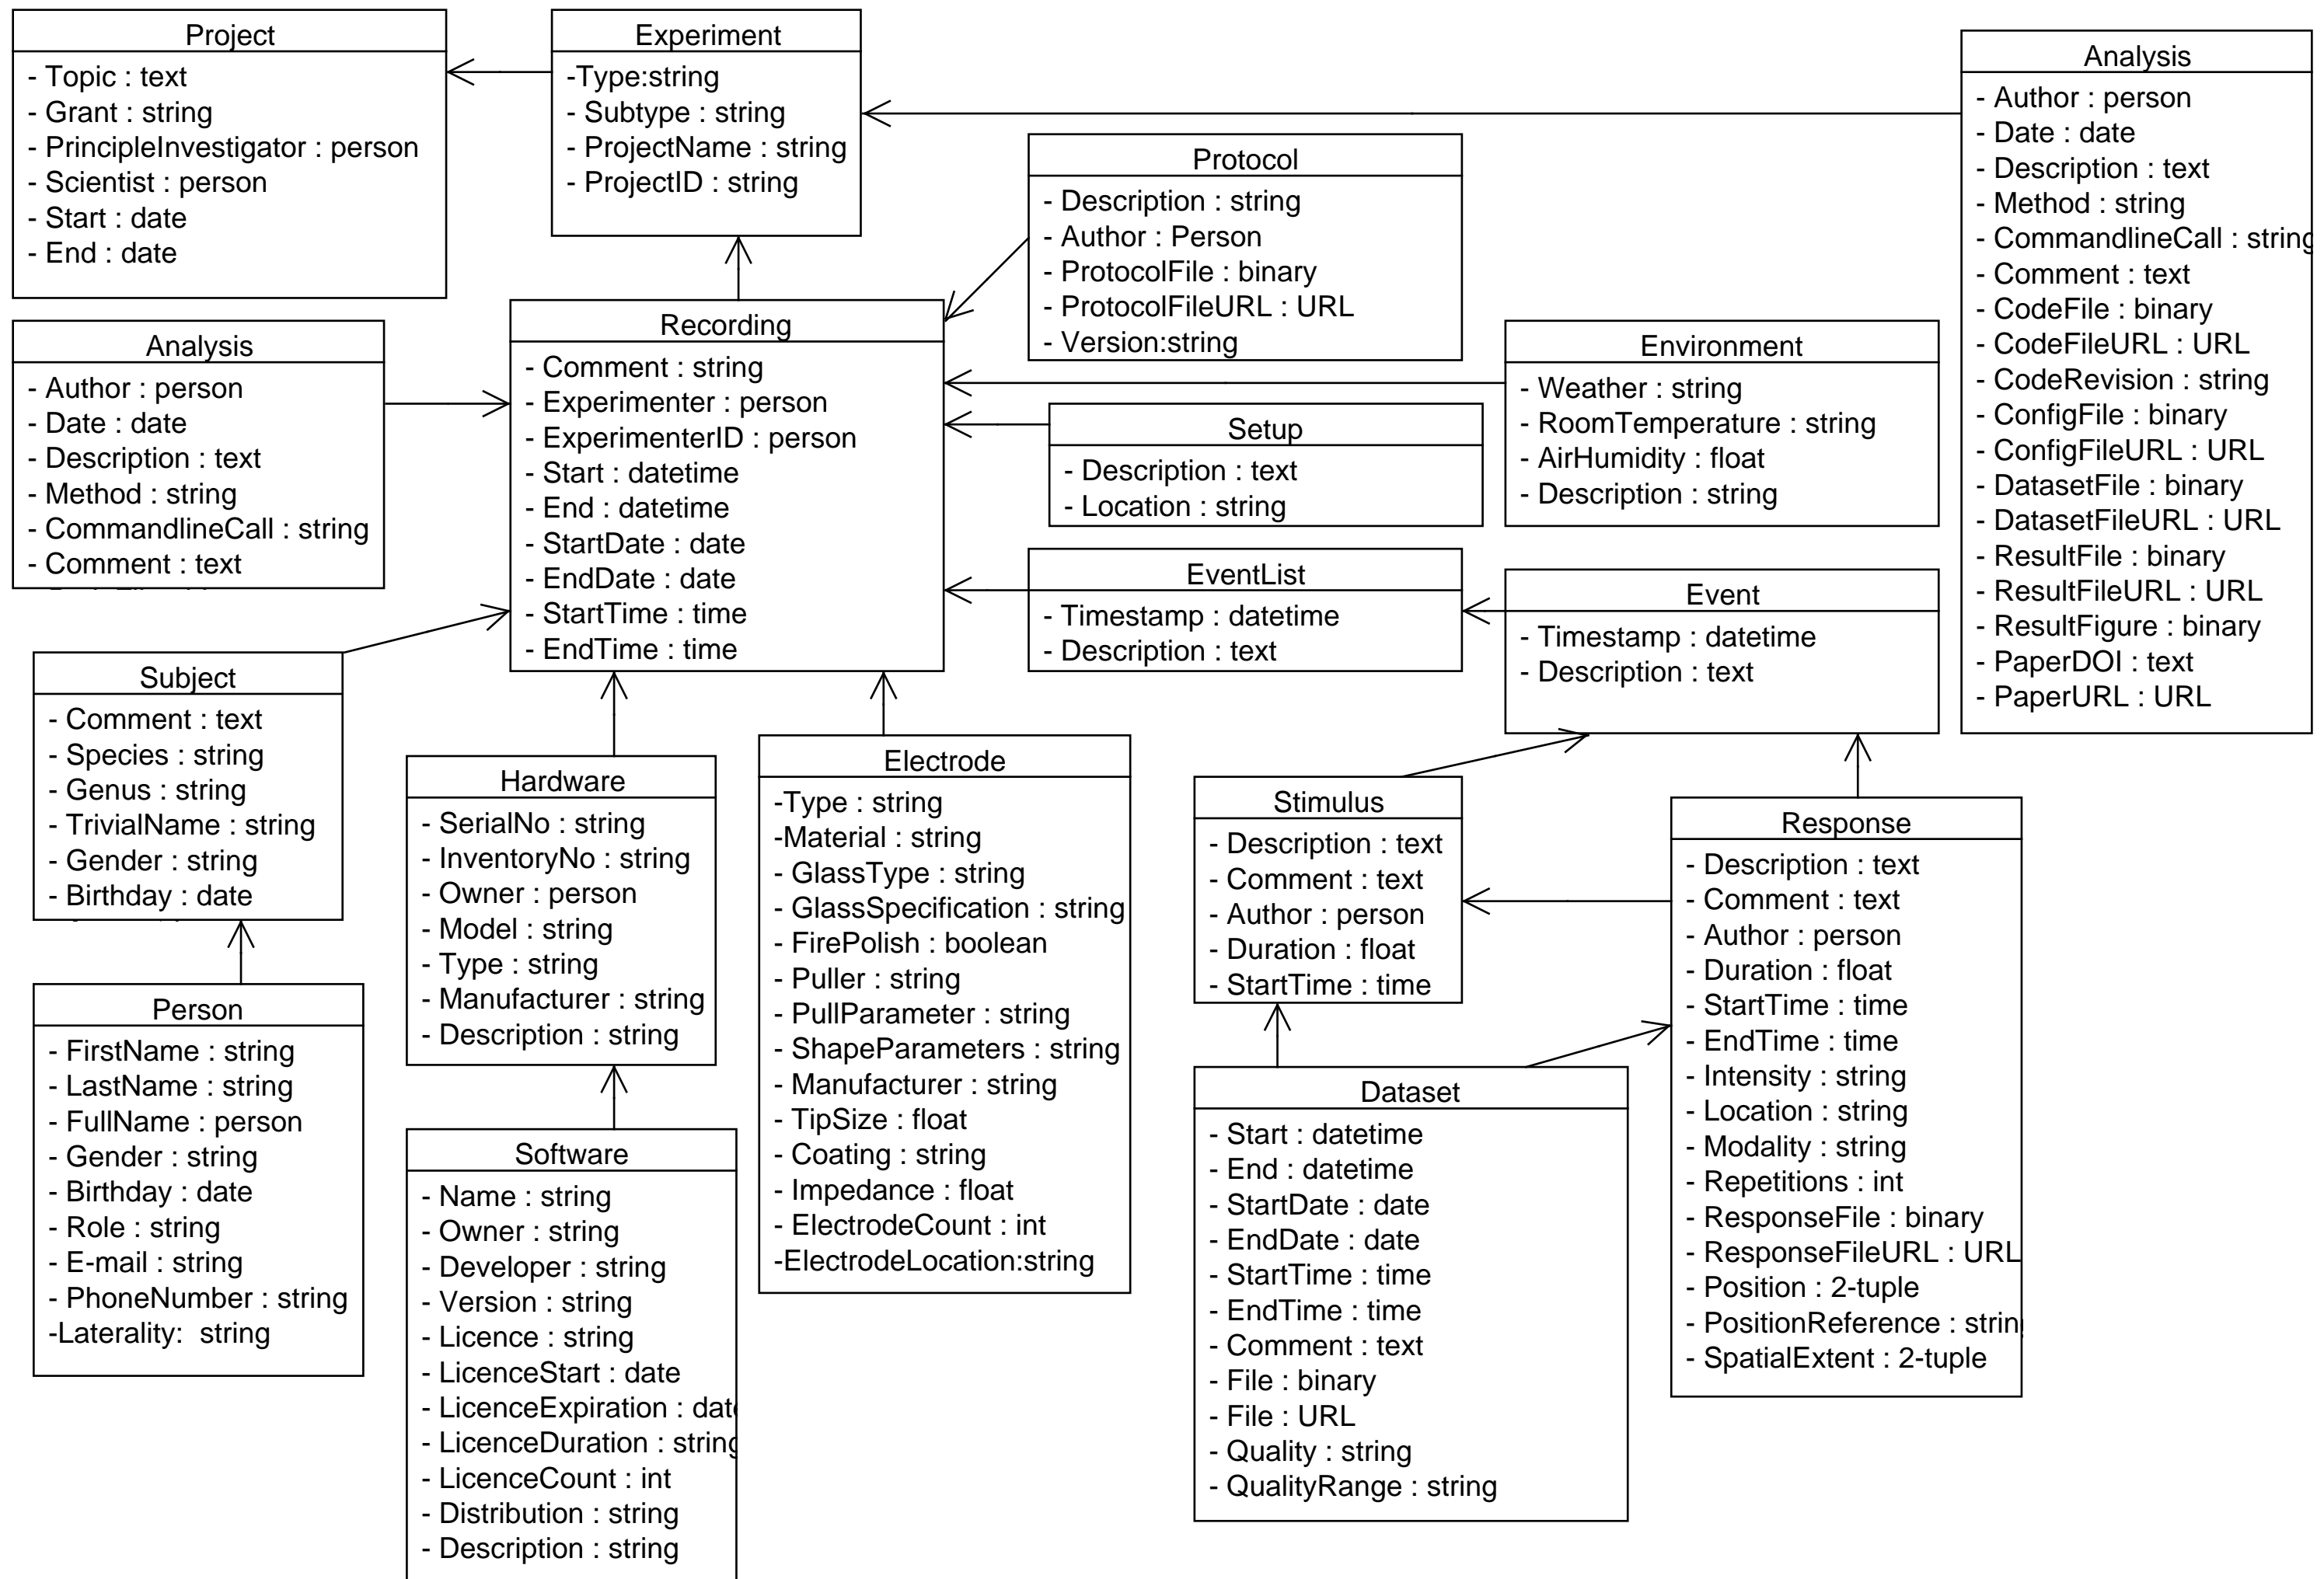 Project
- Topic : text
- Grant : string
- PrincipleInvestigator : person
- Scientist : person
- Start : date
- End : date
Experiment
-Type:string
- Subtype : string
- ProjectName : string
- ProjectID : string
Analysis
- Author : person
- Date : date
- Description : text
- Method : string
- CommandlineCall : string
- Comment : text
- CodeFile : binary
- CodeFileURL : URL
- CodeRevision : string
- ConfigFile : binary
- ConfigFileURL : URL
- DatasetFile : binary
- DatasetFileURL : URL
- ResultFile : binary
- ResultFileURL : URL
- ResultFigure : binary
- PaperDOI : text
- PaperURL : URL
Protocol
- Description : string
- Author : Person
- ProtocolFile : binary
- ProtocolFileURL : URL
- Version:string
Analysis
- Author : person
- Date : date
- Description : text
- Method : string
- CommandlineCall : string
- Comment : text
Recording
- Comment : string
- Experimenter : person
- ExperimenterID : person
- Start : datetime
- End : datetime
- StartDate : date
- EndDate : date
- StartTime : time
- EndTime : time
Environment
- Weather : string
- RoomTemperature : string
- AirHumidity : float
- Description : string
Setup
- Description : text
- Location : string
EventList
- Timestamp : datetime
- Description : text
Event
- Timestamp : datetime
- Description : text
Subject
- Comment : text
- Species : string
- Genus : string
- TrivialName : string
- Gender : string
- Birthday : date
Hardware
- SerialNo : string
- InventoryNo : string
- Owner : person
- Model : string
- Type : string
- Manufacturer : string
- Description : string
Electrode
-Type : string
-Material : string
- GlassType : string
- GlassSpecification : string
- FirePolish : boolean
- Puller : string
- PullParameter : string
- ShapeParameters : string
- Manufacturer : string
- TipSize : float
- Coating : string
- Impedance : float
- ElectrodeCount : int
-ElectrodeLocation:string
Stimulus
- Description : text
- Comment : text
- Author : person
- Duration : float
- StartTime : time
Response
- Description : text
- Comment : text
- Author : person
- Duration : float
- StartTime : time
- EndTime : time
- Intensity : string
- Location : string
- Modality : string
- Repetitions : int
- ResponseFile : binary
- ResponseFileURL : URL
- Position : 2-tuple
- PositionReference : string
- SpatialExtent : 2-tuple
Person
- FirstName : string
- LastName : string
- FullName : person
- Gender : string
- Birthday : date
- Role : string
- E-mail : string
- PhoneNumber : string
-Laterality: string
Software
- Name : string
- Owner : string
- Developer : string
- Version : string
- Licence : string
- LicenceStart : date
- LicenceExpiration : date
- LicenceDuration : string
- LicenceCount : int
- Distribution : string
- Description : string
Dataset
- Start : datetime
- End : datetime
- StartDate : date
- EndDate : date
- StartTime : time
- EndTime : time
- Comment : text
- File : binary
- File : URL
- Quality : string
- QualityRange : string